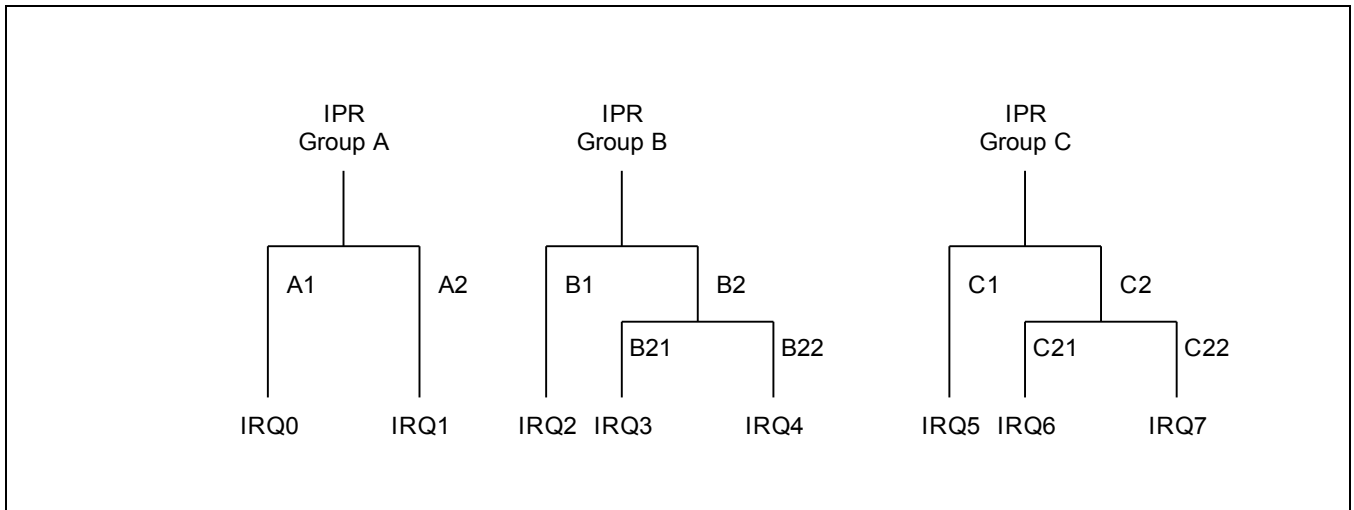 IPR
Group A
IPR
Group B
IPR
Group C
A1
A2
B1
B2
C1
C2
B21
B22
C21
C22
IRQ0
IRQ1
IRQ2
IRQ3
IRQ4
IRQ5
IRQ6
IRQ7